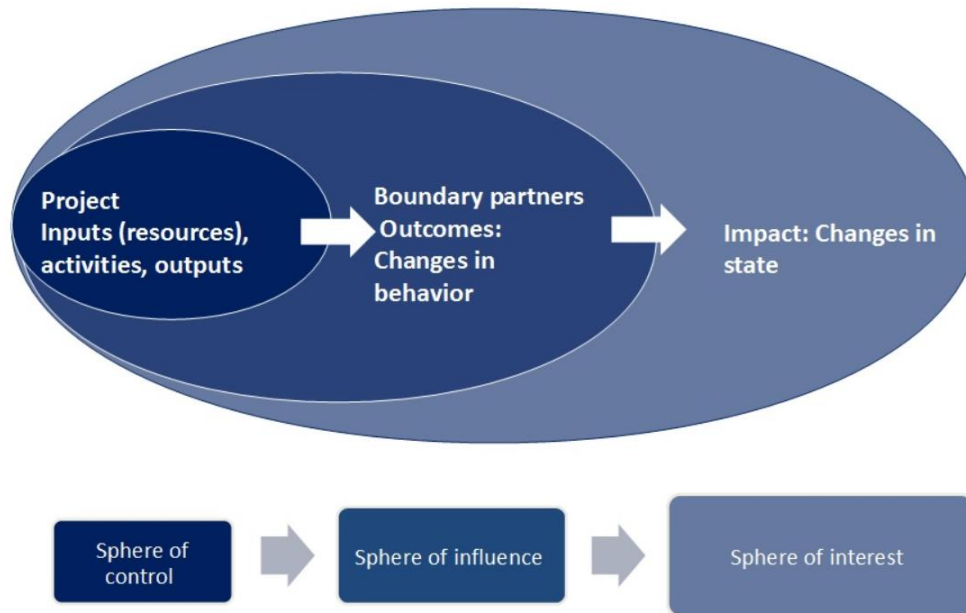 Project
Inputs (resources),
activities, outputs
Boundary partners
Outcomes:
Changes in
behavior
Impact: Changes in
state
Sphere of
control
Sphere of influence
Sphere of interest